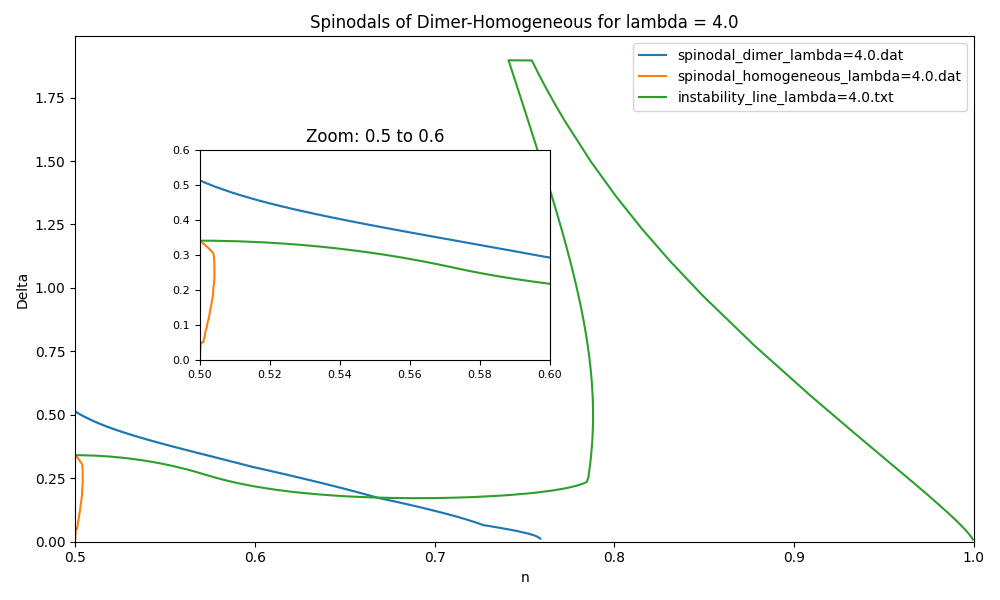 Spinodals of Dimer-Homogeneous for lambda = 4.0
spinodal_dimer_lambda=4.0.dat
spinodal_homogeneous_lambda=4.0.dat
instability_line_lambda=4.0.txt
Delta
1.75
1.50
1.25
1.00
0.75
0.50
0.25
0.00
Zoom: 0.5 to 0.6
0.6
0.5
0.4
0.3
0.2
0.1
0.0
0.50 0.52 0.54 0.56 0.58 0.60
0.5 0.6 0.7 0.8 0.9 1.0
n